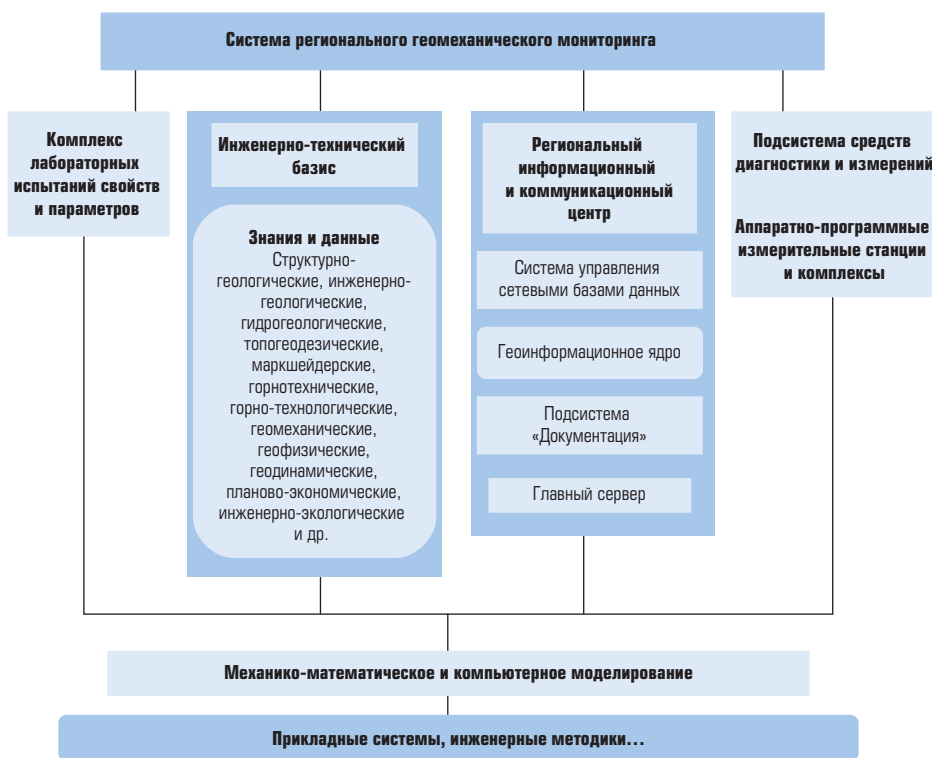 Система регионального геомеханического мониторинга
Комплекс
лабораторных
испытаний свойств
и параметров
Инженерно-технический
базис
Знания и данные
Структурно-
геологические, инженерно-
геологические,
гидрогеологические,
топогеодезические,
маркшейдерские,
горнотехнические,
горно-технологические,
геомеханические,
геофизические,
геодинамические,
планово-экономические,
инженерно-экологические
и др.
Региональный
информационный
и коммуникационный
центр
Система управления
сетевыми базами данных
Геоинформационное ядро
Подсистема
«Документация»
Главный сервер
Подсистема средств
диагностики и измерений
Аппаратно-программные
измерительные станции
и комплексы
Механико-математическое и компьютерное моделирование
Прикладные системы, инженерные методики...